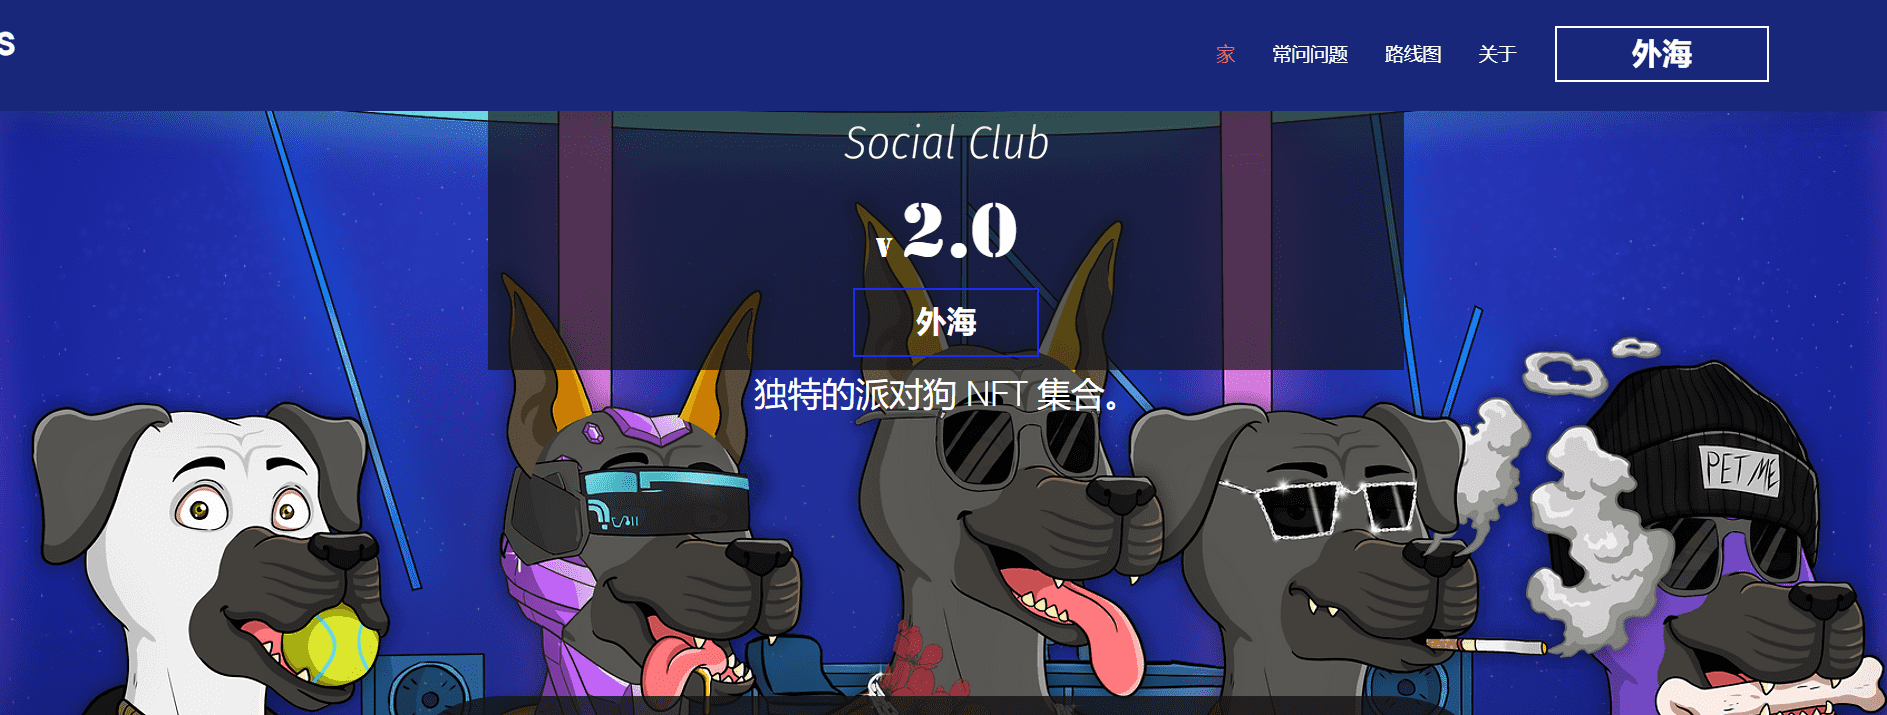 s
家 常问问题 路线图 关于 外海
Social Club
v 2.0
外海
独特的派对狗 NFT 集合。
PET ME